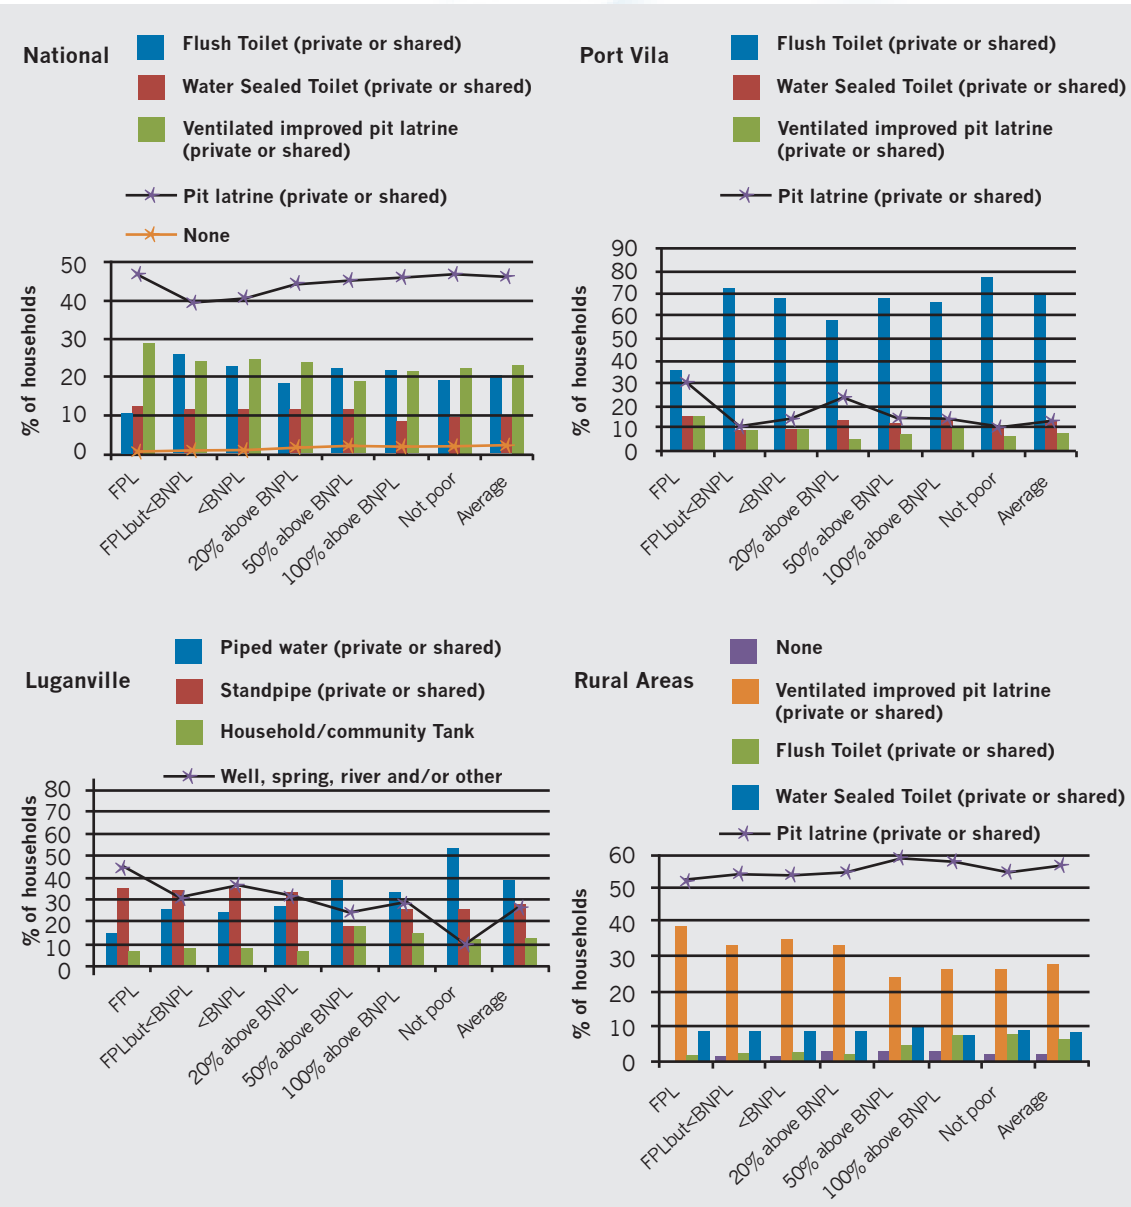 National
Flush Toilet (private or shared)
Water Sealed Toilet (private or shared)
Ventilated improved pit latrine
(private or shared)
Pit latrine (private or shared)
None
% of households
50
40
30
20
10
0
FPL
FPLbut<BNPL
<BNPL
20% above BNPL
50% above BNPL
100% above BNPL
Not poor
Average
Port Vila
Flush Toilet (private or shared)
Water Sealed Toilet (private or shared)
Ventilated improved pit latrine
(private or shared)
Pit latrine (private or shared)
% of households
90
80
70
60
50
40
30
20
10
0
FPL
FPLbut<BNPL
<BNPL
20% above BNPL
50% above BNPL
100% above BNPL
Not poor
Average
Luganville
Piped water (private or shared)
Standpipe (private or shared)
Household/community Tank
Well, spring, river and/or other
% of households
80
70
60
50
40
30
20
10
0
FPL
FPLbut<BNPL
<BNPL
20% above BNPL
50% above BNPL
100% above BNPL
Not poor
Average
Rural Areas
None
Ventilated improved pit latrine
(private or shared)
Flush Toilet (private or shared)
Water Sealed Toilet (private or shared)
Pit latrine (private or shared)
% of households
60
50
40
30
20
10
0
FPL
FPLbut<BNPL
<BNPL
20% above BNPL
50% above BNPL
100% above BNPL
Not poor
Average